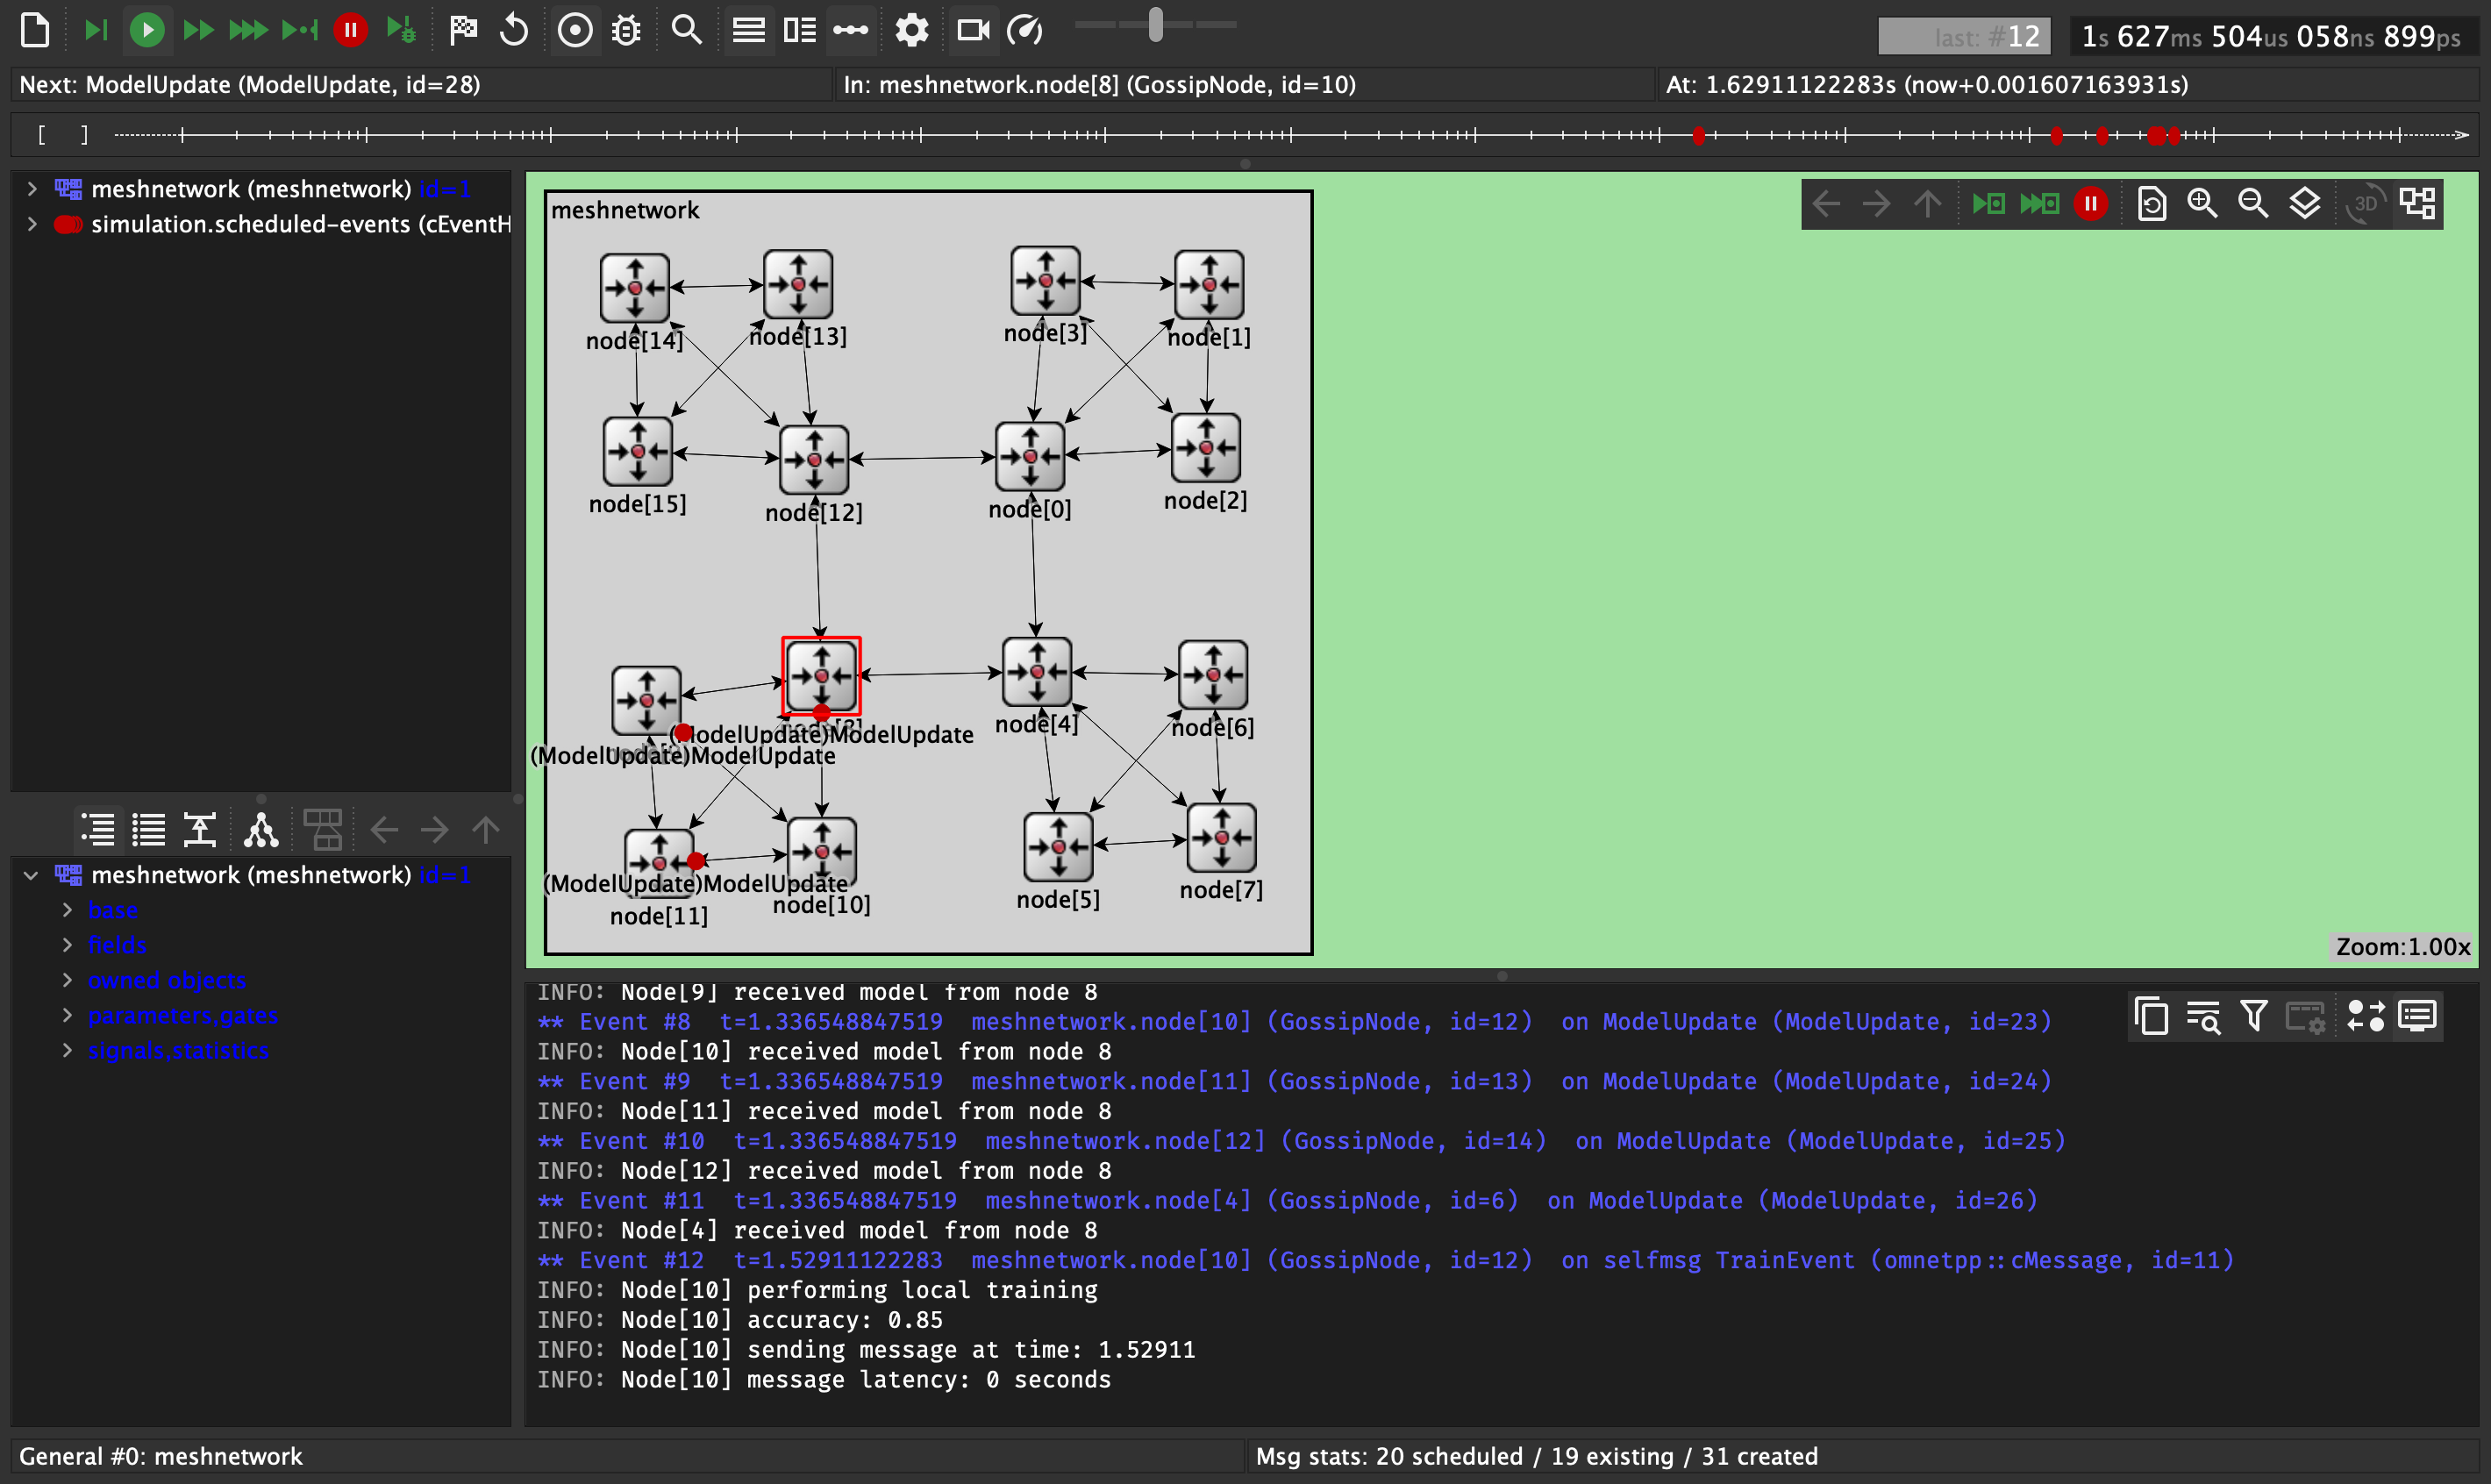 last: #12
1s 627ms 504us 058ns 899ps
Next: ModelUpdate (ModelUpdate, id=28)
In: meshnetwork.node[8] (GossipNode, id=10)
At: 1.62911122283s (now+0.001607163931s)
[ ]
meshnetwork (meshnetwork) id=1
simulation.scheduled-events (cEventH
meshnetwork
3D
node[14]
node[13]
node[3]
node[1]
node[15]
node[12]
node[0]
node[2]
node[4]
node[6]
(ModelUpdate)ModelUpdate
(ModelUpdate)ModelUpdate
(ModelUpdate)ModelUpdate
node[11]
node[10]
node[5]
node[7]
Zoom:1.00x
meshnetwork (meshnetwork) id=1
base
fields
owned objects
parameters,gates
signals,statistics
INFO: Node[9] received model from node 8
** Event #8 t=1.336548847519 meshnetwork.node[10] (GossipNode, id=12) on ModelUpdate (ModelUpdate, id=23)
INFO: Node[10] received model from node 8
** Event #9 t=1.336548847519 meshnetwork.node[11] (GossipNode, id=13) on ModelUpdate (ModelUpdate, id=24)
INFO: Node[11] received model from node 8
** Event #10 t=1.336548847519 meshnetwork.node[12] (GossipNode, id=14) on ModelUpdate (ModelUpdate, id=25)
INFO: Node[12] received model from node 8
** Event #11 t=1.336548847519 meshnetwork.node[4] (GossipNode, id=6) on ModelUpdate (ModelUpdate, id=26)
INFO: Node[4] received model from node 8
** Event #12 t=1.52911122283 meshnetwork.node[10] (GossipNode, id=12) on selfmsg TrainEvent (omnetpp::cMessage, id=11)
INFO: Node[10] performing local training
INFO: Node[10] accuracy: 0.85
INFO: Node[10] sending message at time: 1.52911
INFO: Node[10] message latency: 0 seconds
General #0: meshnetwork
Msg stats: 20 scheduled / 19 existing / 31 created